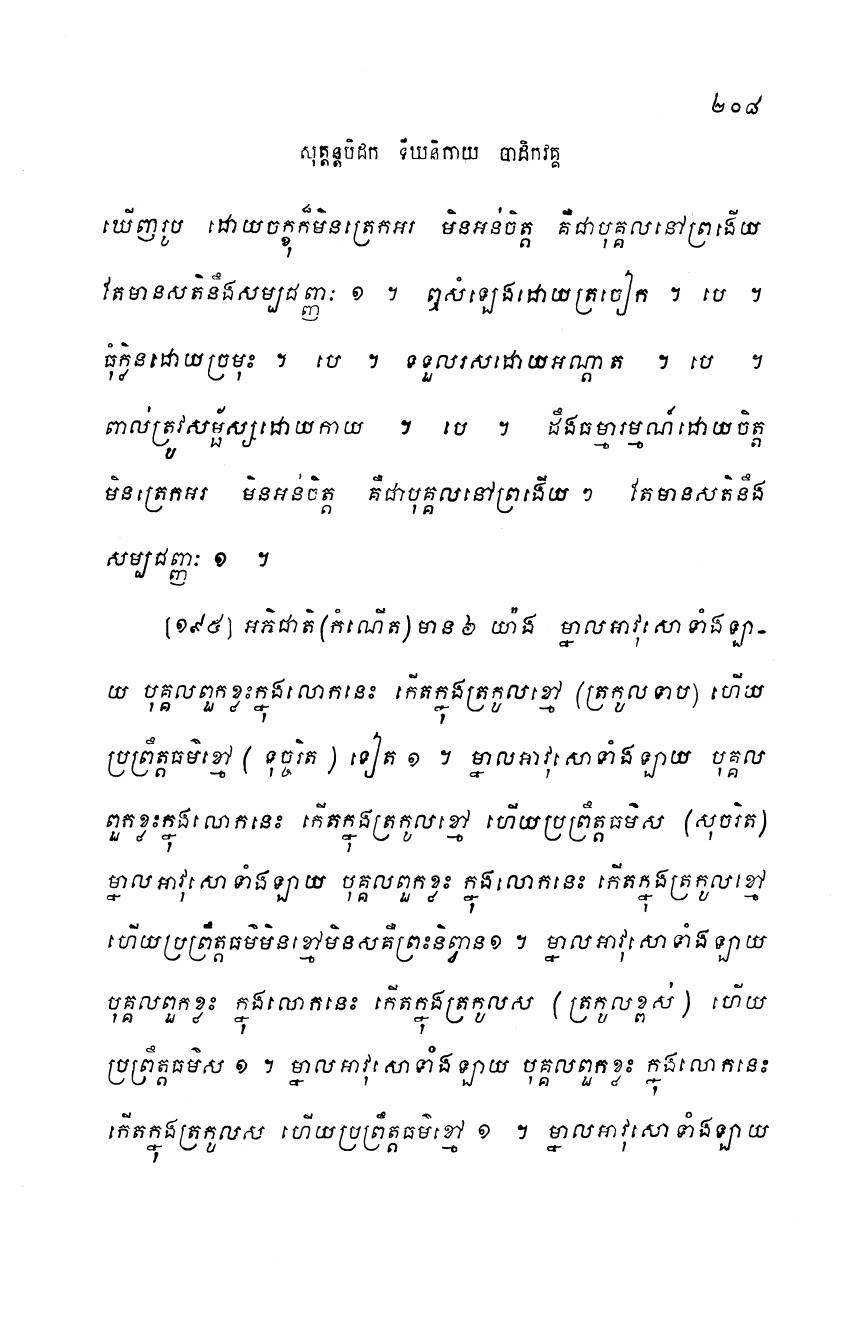 ២០៨
សុត្តន្តបិដក ទីឃនិកាយ បាដិកវគ្គ
ឃើញរូប ដោយចក្ខុក៏មិនត្រេកអរ មិនអន់ចិត្ត គឺជាបុគ្គលនៅព្រងើយ
តែមានសតិនឹងសម្បជញ្ញៈ ១ ។ ឮសំឡេងដោយត្រចៀក ។ បេ ។
ធុំក្លិនដោយច្រមុះ ។ បេ ។ ទទួលរសដោយអណ្តាត ។ បេ ។
ពាល់ត្រូវសម្ផ័ស្សដោយកាយ ។ បេ ។ ដឹងធម្មារម្មណ៍ដោយចិត្ត
មិនត្រេកអរ មិនអន់ចិត្ត គឺជាបុគ្គលនៅព្រងើយ ៗ តែមានសតិនឹង
សម្បជញ្ញៈ ១ ។
[១៩៥] អភិជាតិ (កំណើត) មាន ៦ យ៉ាង ម្នាលអាវុសោទាំងឡា-
យ បុគ្គលពួកខ្លះក្នុងលោកនេះ កើតក្នុងត្រកូលខ្មៅ (ត្រកូលទាប) ហើយ
ប្រព្រឹត្តធម៌ខ្មៅ ( ទុច្ចរិត ) ទៀត ១ ។ ម្នាលអាវុសោទាំងឡាយ បុគ្គល
ពួកខ្លះក្នុងលោកនេះ កើតក្នុងត្រកូលខ្មៅ ហើយប្រព្រឹត្តធម៌ស (សុចរិត)
ម្នាលអាវុសោទាំងឡាយ បុគ្គលពួកខ្លះ ក្នុងលោកនេះ កើតក្នុងត្រកូលខ្មៅ
ហើយប្រព្រឹត្តធម៌មិនខ្មៅមិនសគឺព្រះនិព្វាន១ ។ ម្នាលអាវុសោទាំងឡាយ
បុគ្គលពួកខ្លះ ក្នុងលោកនេះ កើតក្នុងត្រកូលស ( ត្រកូលខ្ពស់ ) ហើយ
ប្រព្រឹត្តធម៌ស ១ ។ ម្នាលអាវុសោទាំងឡាយ បុគ្គលពួកខ្លះ ក្នុងលោកនេះ
កើតក្នុងត្រកូលស ហើយប្រព្រឹត្តធម៌ខ្មៅ ១ ។ ម្នាលអាវុសោទាំងឡាយ